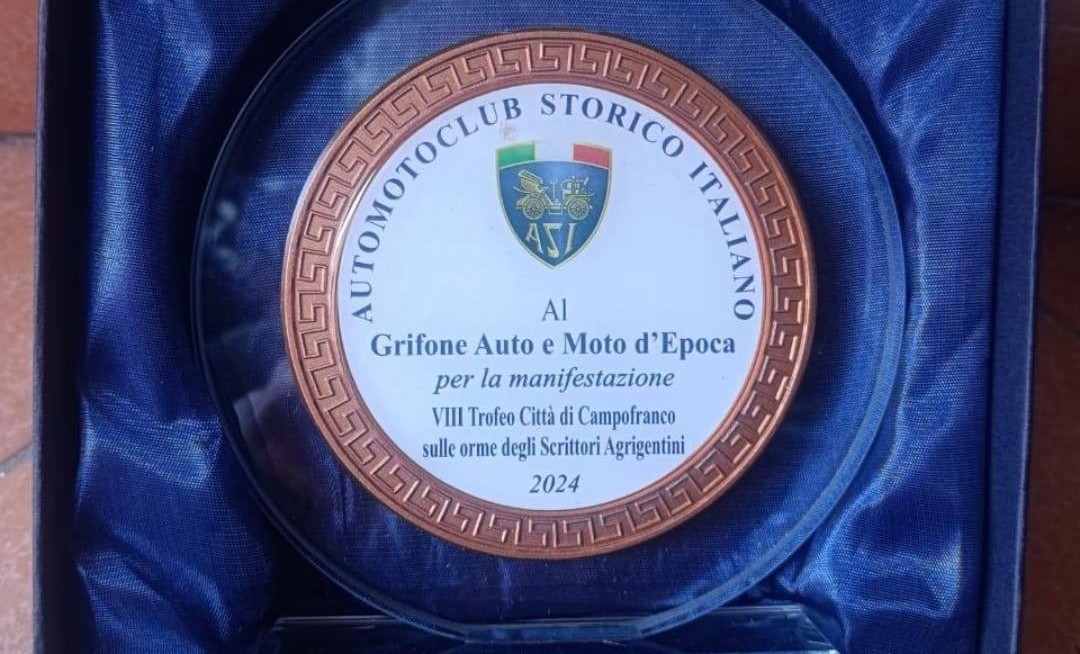 AUTOMOTOCLUB STORICO ITALIANO
ASI
Al
Grifone Auto e Moto d'Epoca
per la manifestazione
VIII Trofeo Città di Campofranco
sulle orme degli Scrittori Agrigentini
2024